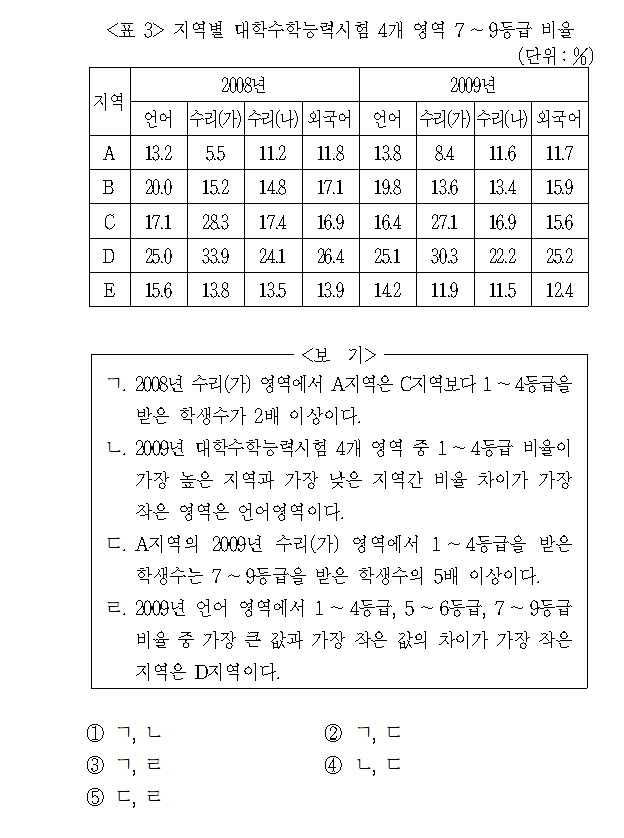 <표 3> 지역별 대학수학능력시험 4개 영역 7~9등급 비율
(단위 : %)
지역 2008년 2009년
언어 수리(가) 수리(나) 외국어 언어 수리(가) 수리(나) 외국어
A 13.2 5.5 11.2 11.8 13.8 8.4 11.6 11.7
B 20.0 15.2 14.8 17.1 19.8 13.6 13.4 15.9
C 17.1 28.3 17.4 16.9 16.4 27.1 16.9 15.6
D 25.0 33.9 24.1 26.4 25.1 30.3 22.2 25.2
E 15.6 13.8 13.5 13.9 14.2 11.9 11.5 12.4
<보 기>
ㄱ. 2008년 수리(가) 영역에서 A지역은 C지역보다 1~4등급을
받은 학생수가 2배 이상이다.
ㄴ. 2009년 대학수학능력시험 4개 영역 중 1~4등급 비율이
가장 높은 지역과 가장 낮은 지역간 비율 차이가 가장
작은 영역은 언어영역이다.
ㄷ. A지역의 2009년 수리(가) 영역에서 1~4등급을 받은
학생수는 7~9등급을 받은 학생수의 5배 이상이다.
ㄹ. 2009년 언어 영역에서 1~4등급, 5~6등급, 7~9등급
비율 중 가장 큰 값과 가장 작은 값의 차이가 가장 작은
지역은 D지역이다.
① ㄱ, ㄴ ② ㄱ, ㄷ
③ ㄱ, ㄹ ④ ㄴ, ㄷ
⑤ ㄷ, ㄹ